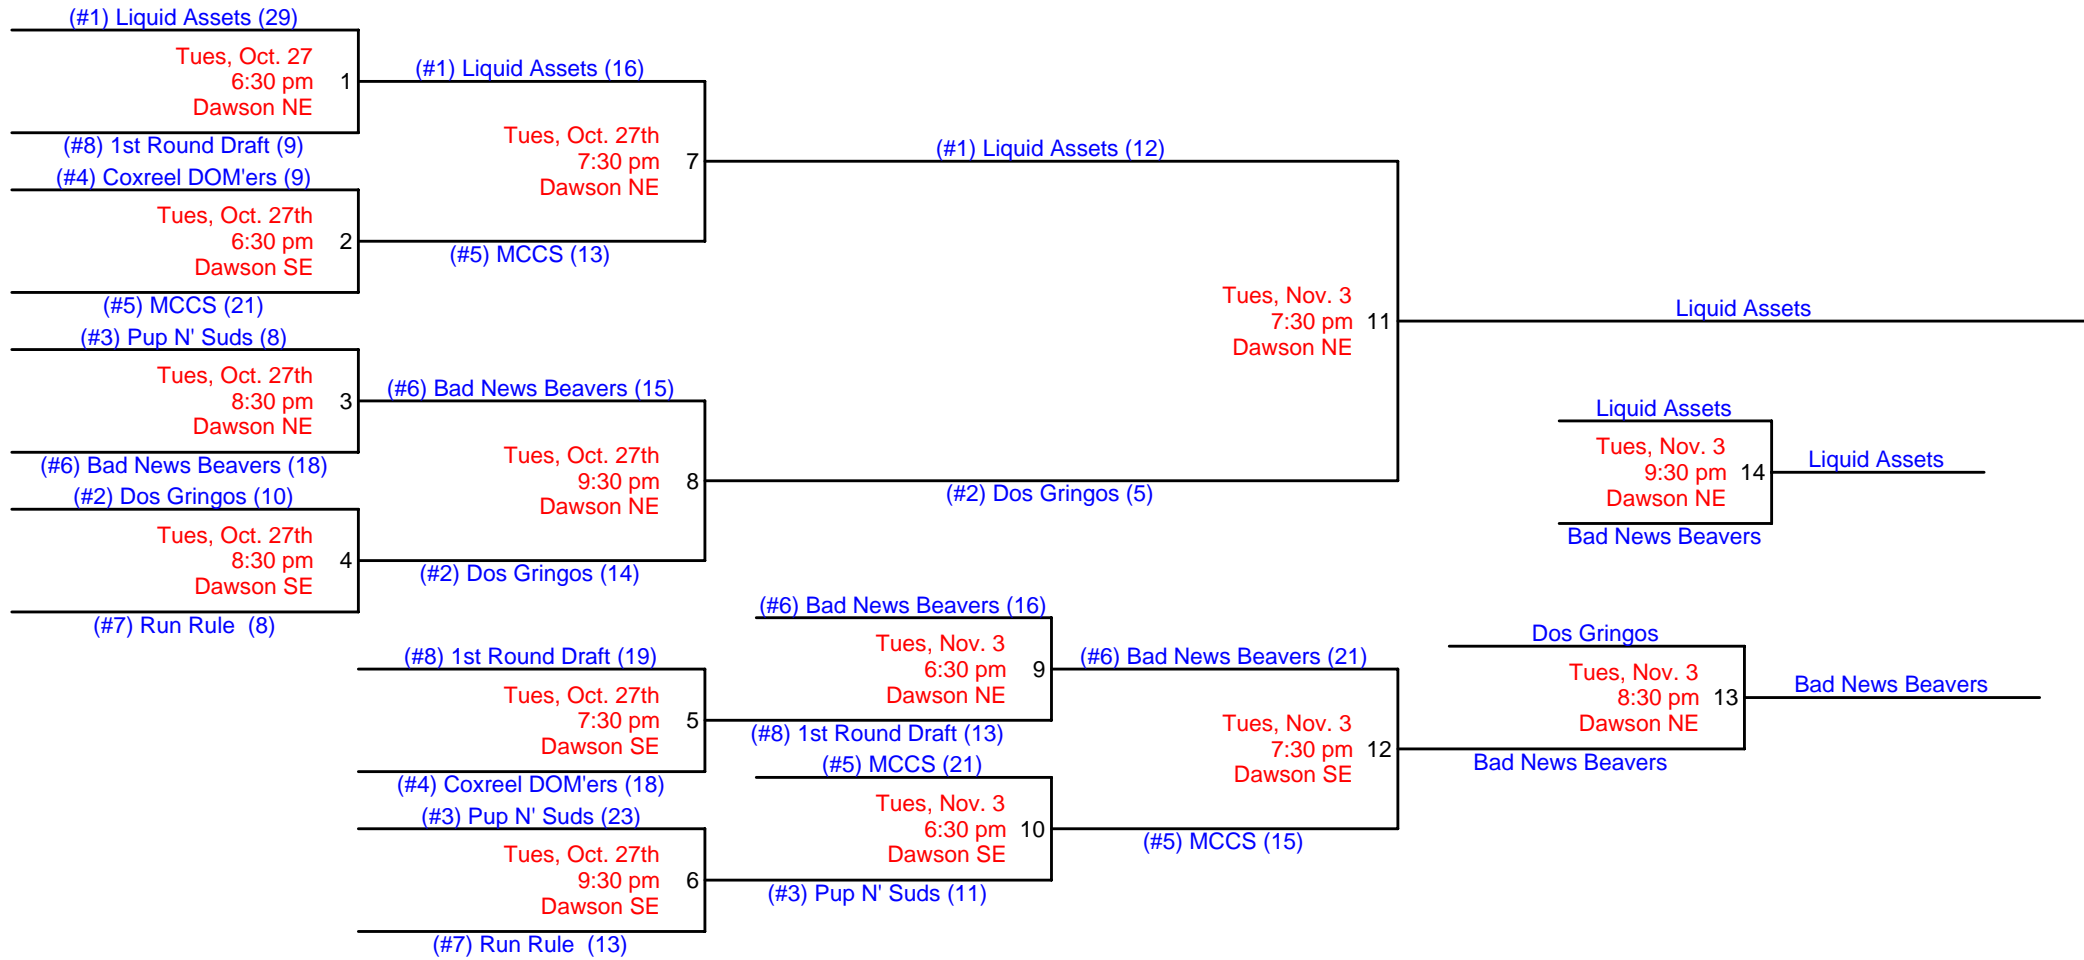 (#1) Liquid Assets (29)
Tues, Oct. 27
6:30 pm 1
Dawson NE
(#8) 1st Round Draft (9)
(#4) Coxreel DOM'ers (9)
Tues, Oct. 27th
6:30 pm 2
Dawson SE
(#5) MCCS (21)
(#3) Pup N' Suds (8)
Tues, Oct. 27th
8:30 pm 3
Dawson NE
(#6) Bad News Beavers (18)
(#2) Dos Gringos (10)
Tues, Oct. 27th
8:30 pm 4
Dawson SE
(#7) Run Rule (8)
(#1) Liquid Assets (16)
Tues, Oct. 27th
7:30 pm 7
Dawson NE
(#5) MCCS (13)
(#6) Bad News Beavers (15)
Tues, Oct. 27th
9:30 pm 8
Dawson NE
(#2) Dos Gringos (14)
(#8) 1st Round Draft (19)
Tues, Oct. 27th
7:30 pm 5
Dawson SE
(#4) Coxreel DOM'ers (18)
(#3) Pup N' Suds (23)
Tues, Oct. 27th
9:30 pm 6
Dawson SE
(#7) Run Rule (13)
(#1) Liquid Assets (12)
Tues, Nov. 3
7:30 pm 11
Dawson NE
(#2) Dos Gringos (5)
(#6) Bad News Beavers (16)
Tues, Nov. 3
6:30 pm 9
Dawson NE
(#8) 1st Round Draft (13)
(#5) MCCS (21)
Tues, Nov. 3
6:30 pm 10
Dawson SE
(#3) Pup N' Suds (11)
(#6) Bad News Beavers (21)
Tues, Nov. 3
7:30 pm 12
Dawson SE
(#5) MCCS (15)
Liquid Assets
Liquid Assets
Tues, Nov. 3
9:30 pm 14
Dawson NE
Bad News Beavers
Liquid Assets
Dos Gringos
Tues, Nov. 3
8:30 pm 13
Dawson NE
Bad News Beavers
Bad News Beavers